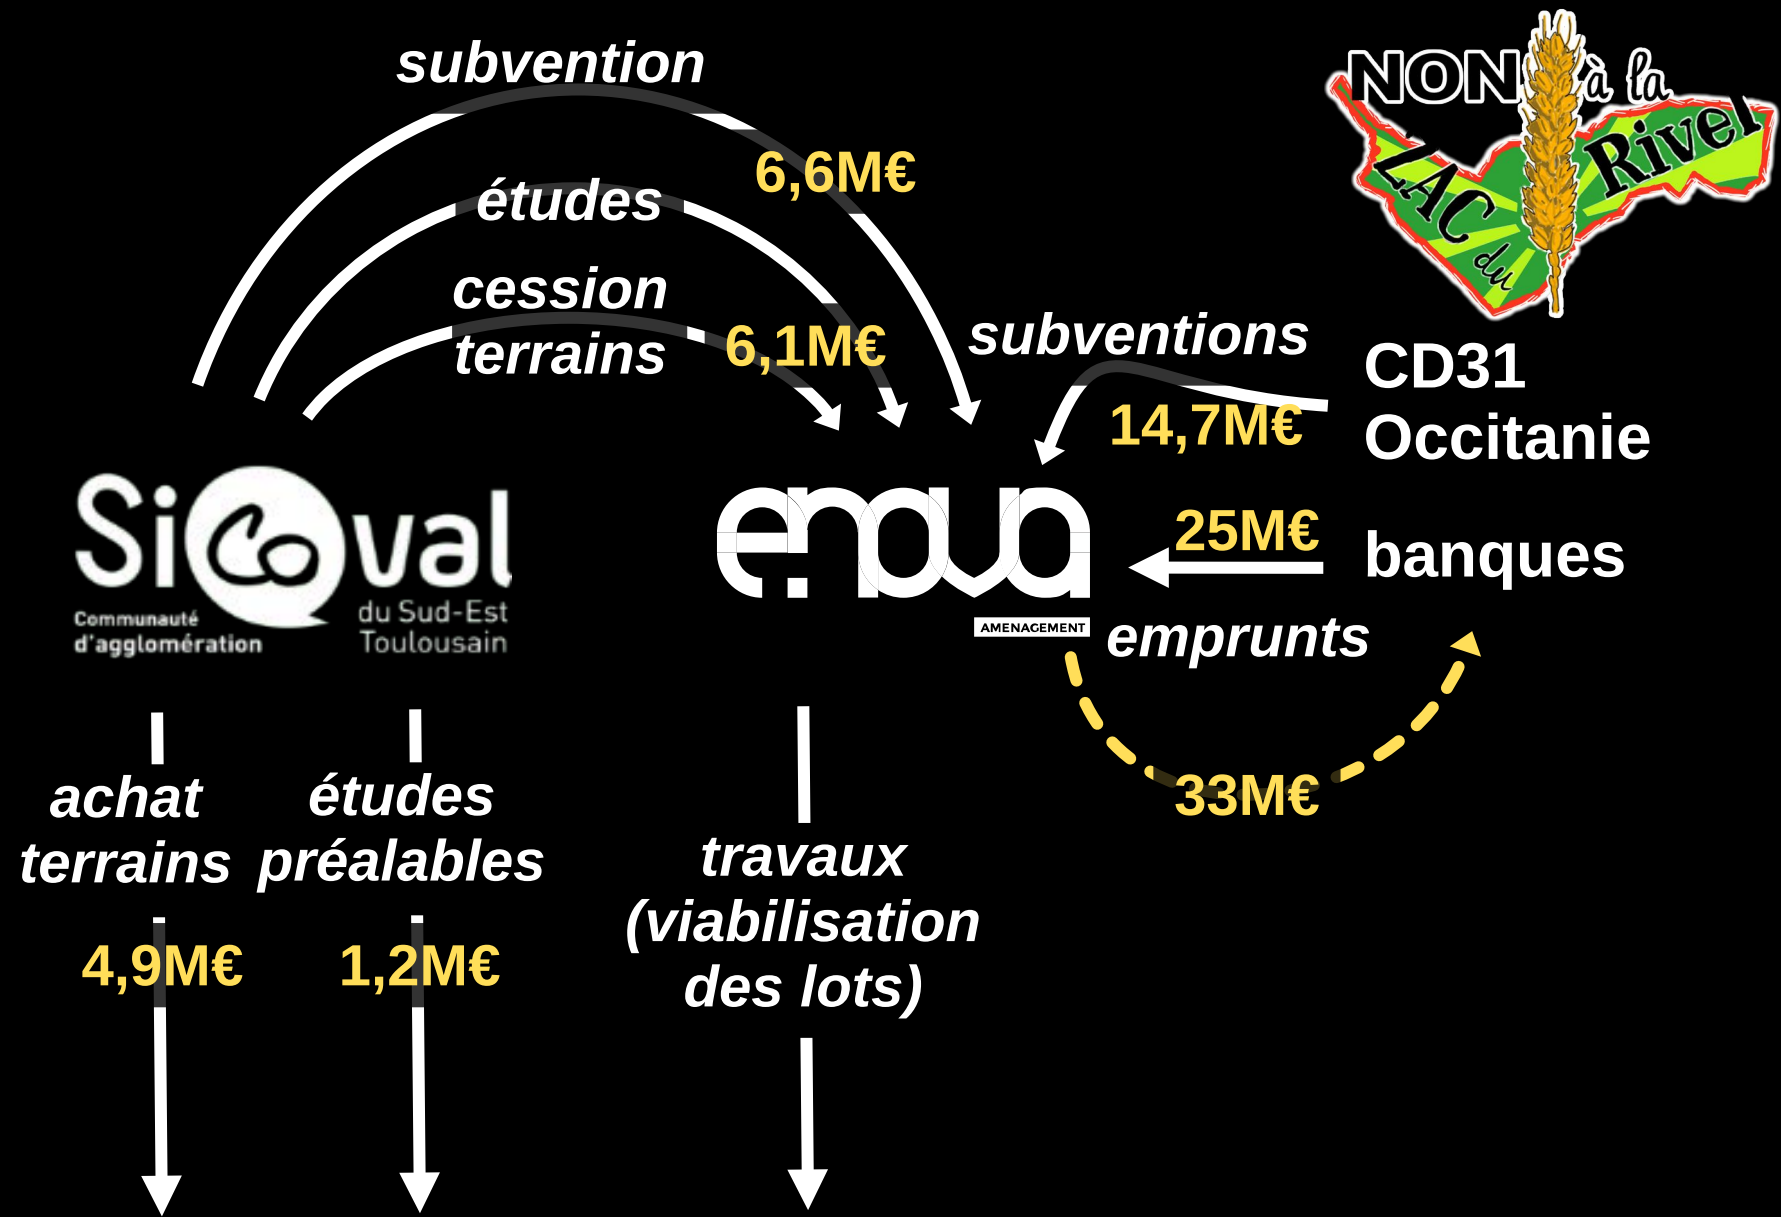 subvention
6,6M€
études
cession
terrains
6,1M€
NON à la
ZAC du Rivel
subventions
14,7M€
CD31
Occitanie
Sicoval
Communauté
d'agglomération
du Sud-Est
Toulousain
enova
AMENAGEMENT
25M€
banques
emprunts
33M€
achat
terrains
4,9M€
études
préalables
1,2M€
travaux
(viabilisation
des lots)